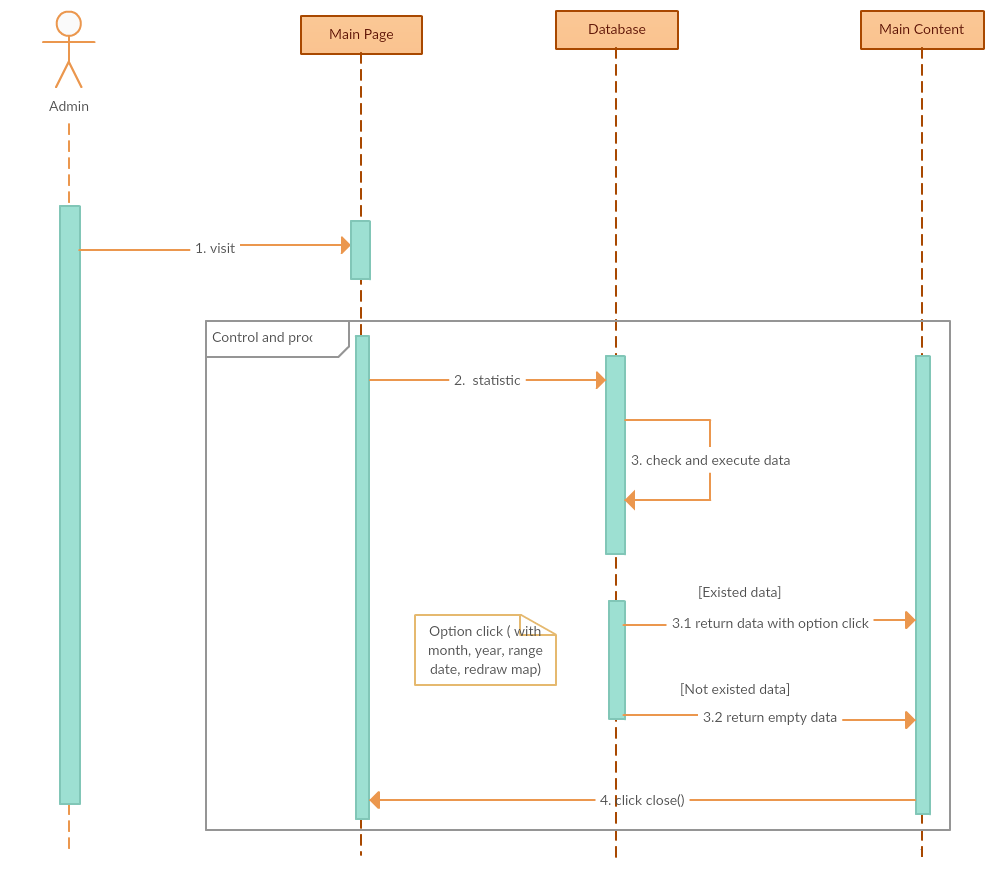 Main Page
Database
Main Content
Admin
1. visit
Control and
2. statistic
3. check and execute data
[Existed data]
3.1 return data with option click
Option click ( with
month, year, range
date, redraw map)
[Not existed data]
3.2 return empty data
4. click close()